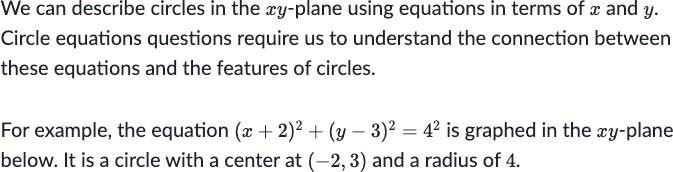 We can describe circles in the xy-plane using equations in terms of x and y.
Circle equations questions require us to understand the connection between
these equations and the features of circles.
For example, the equation (x + 2)² + (y − 3)² = 4² is graphed in the xy-plane
below. It is a circle with a center at (−2, 3) and a radius of 4.